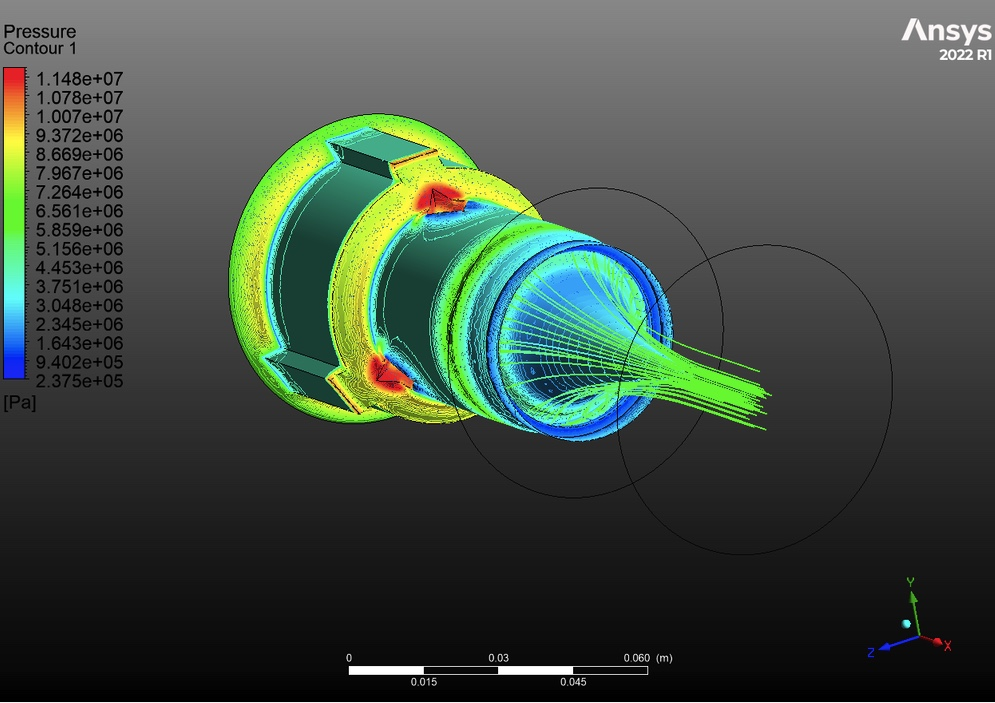 Pressure
Contour 1
1.148e+07
1.078e+07
1.007e+07
9.372e+06
8.669e+06
7.967e+06
7.264e+06
6.561e+06
5.859e+06
5.156e+06
4.453e+06
3.751e+06
3.048e+06
2.345e+06
1.643e+06
9.402e+05
2.375e+05
[Pa]
Ansys
2022 R1
0 0.03 0.060 (m)
0.015 0.045
Y
X
Z